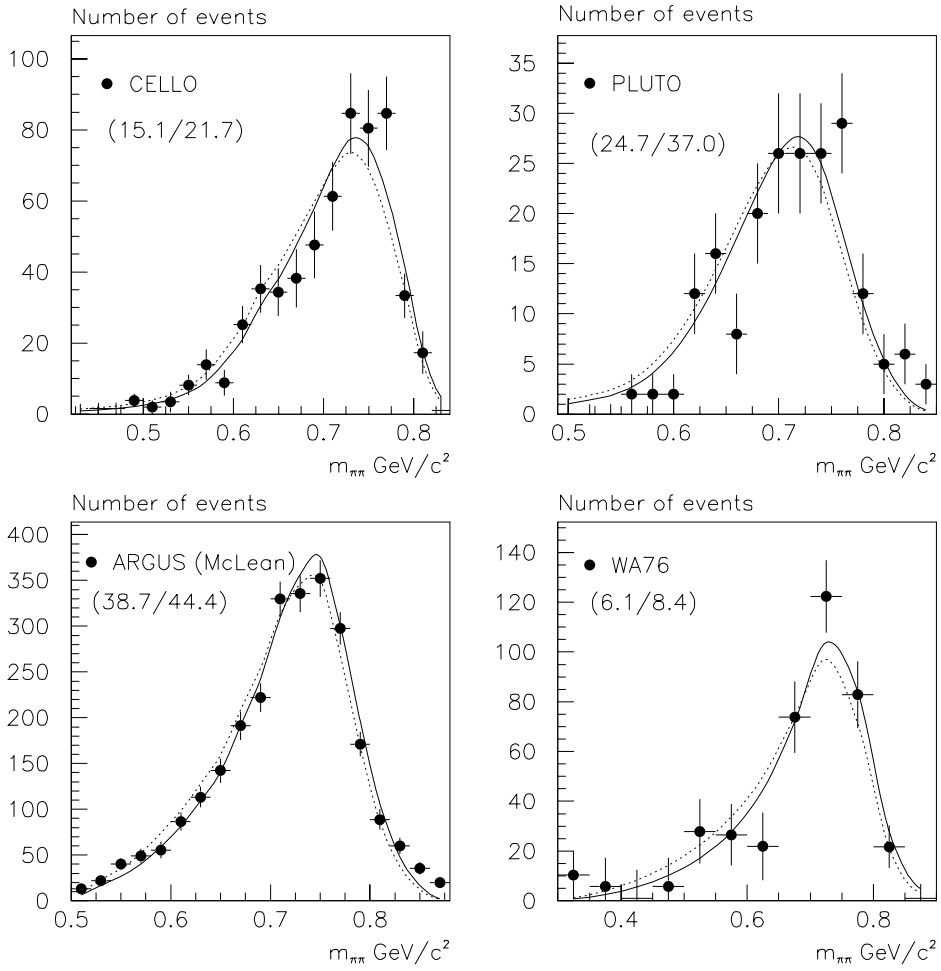 Number of events
100
80
60
40
20
0
● CELLO
(15.1/21.7)
0.5 0.6 0.7 0.8
m_ππ GeV/c²
Number of events
35
30
25
20
15
10
5
0
● PLUTO
(24.7/37.0)
0.5 0.6 0.7 0.8
m_ππ GeV/c²
Number of events
400
350
300
250
200
150
100
50
0
● ARGUS (McLean)
(38.7/44.4)
0.5 0.6 0.7 0.8
m_ππ GeV/c²
Number of events
140
120
100
80
60
40
20
0
● WA76
(6.1/8.4)
0.4 0.6 0.8
m_ππ GeV/c²